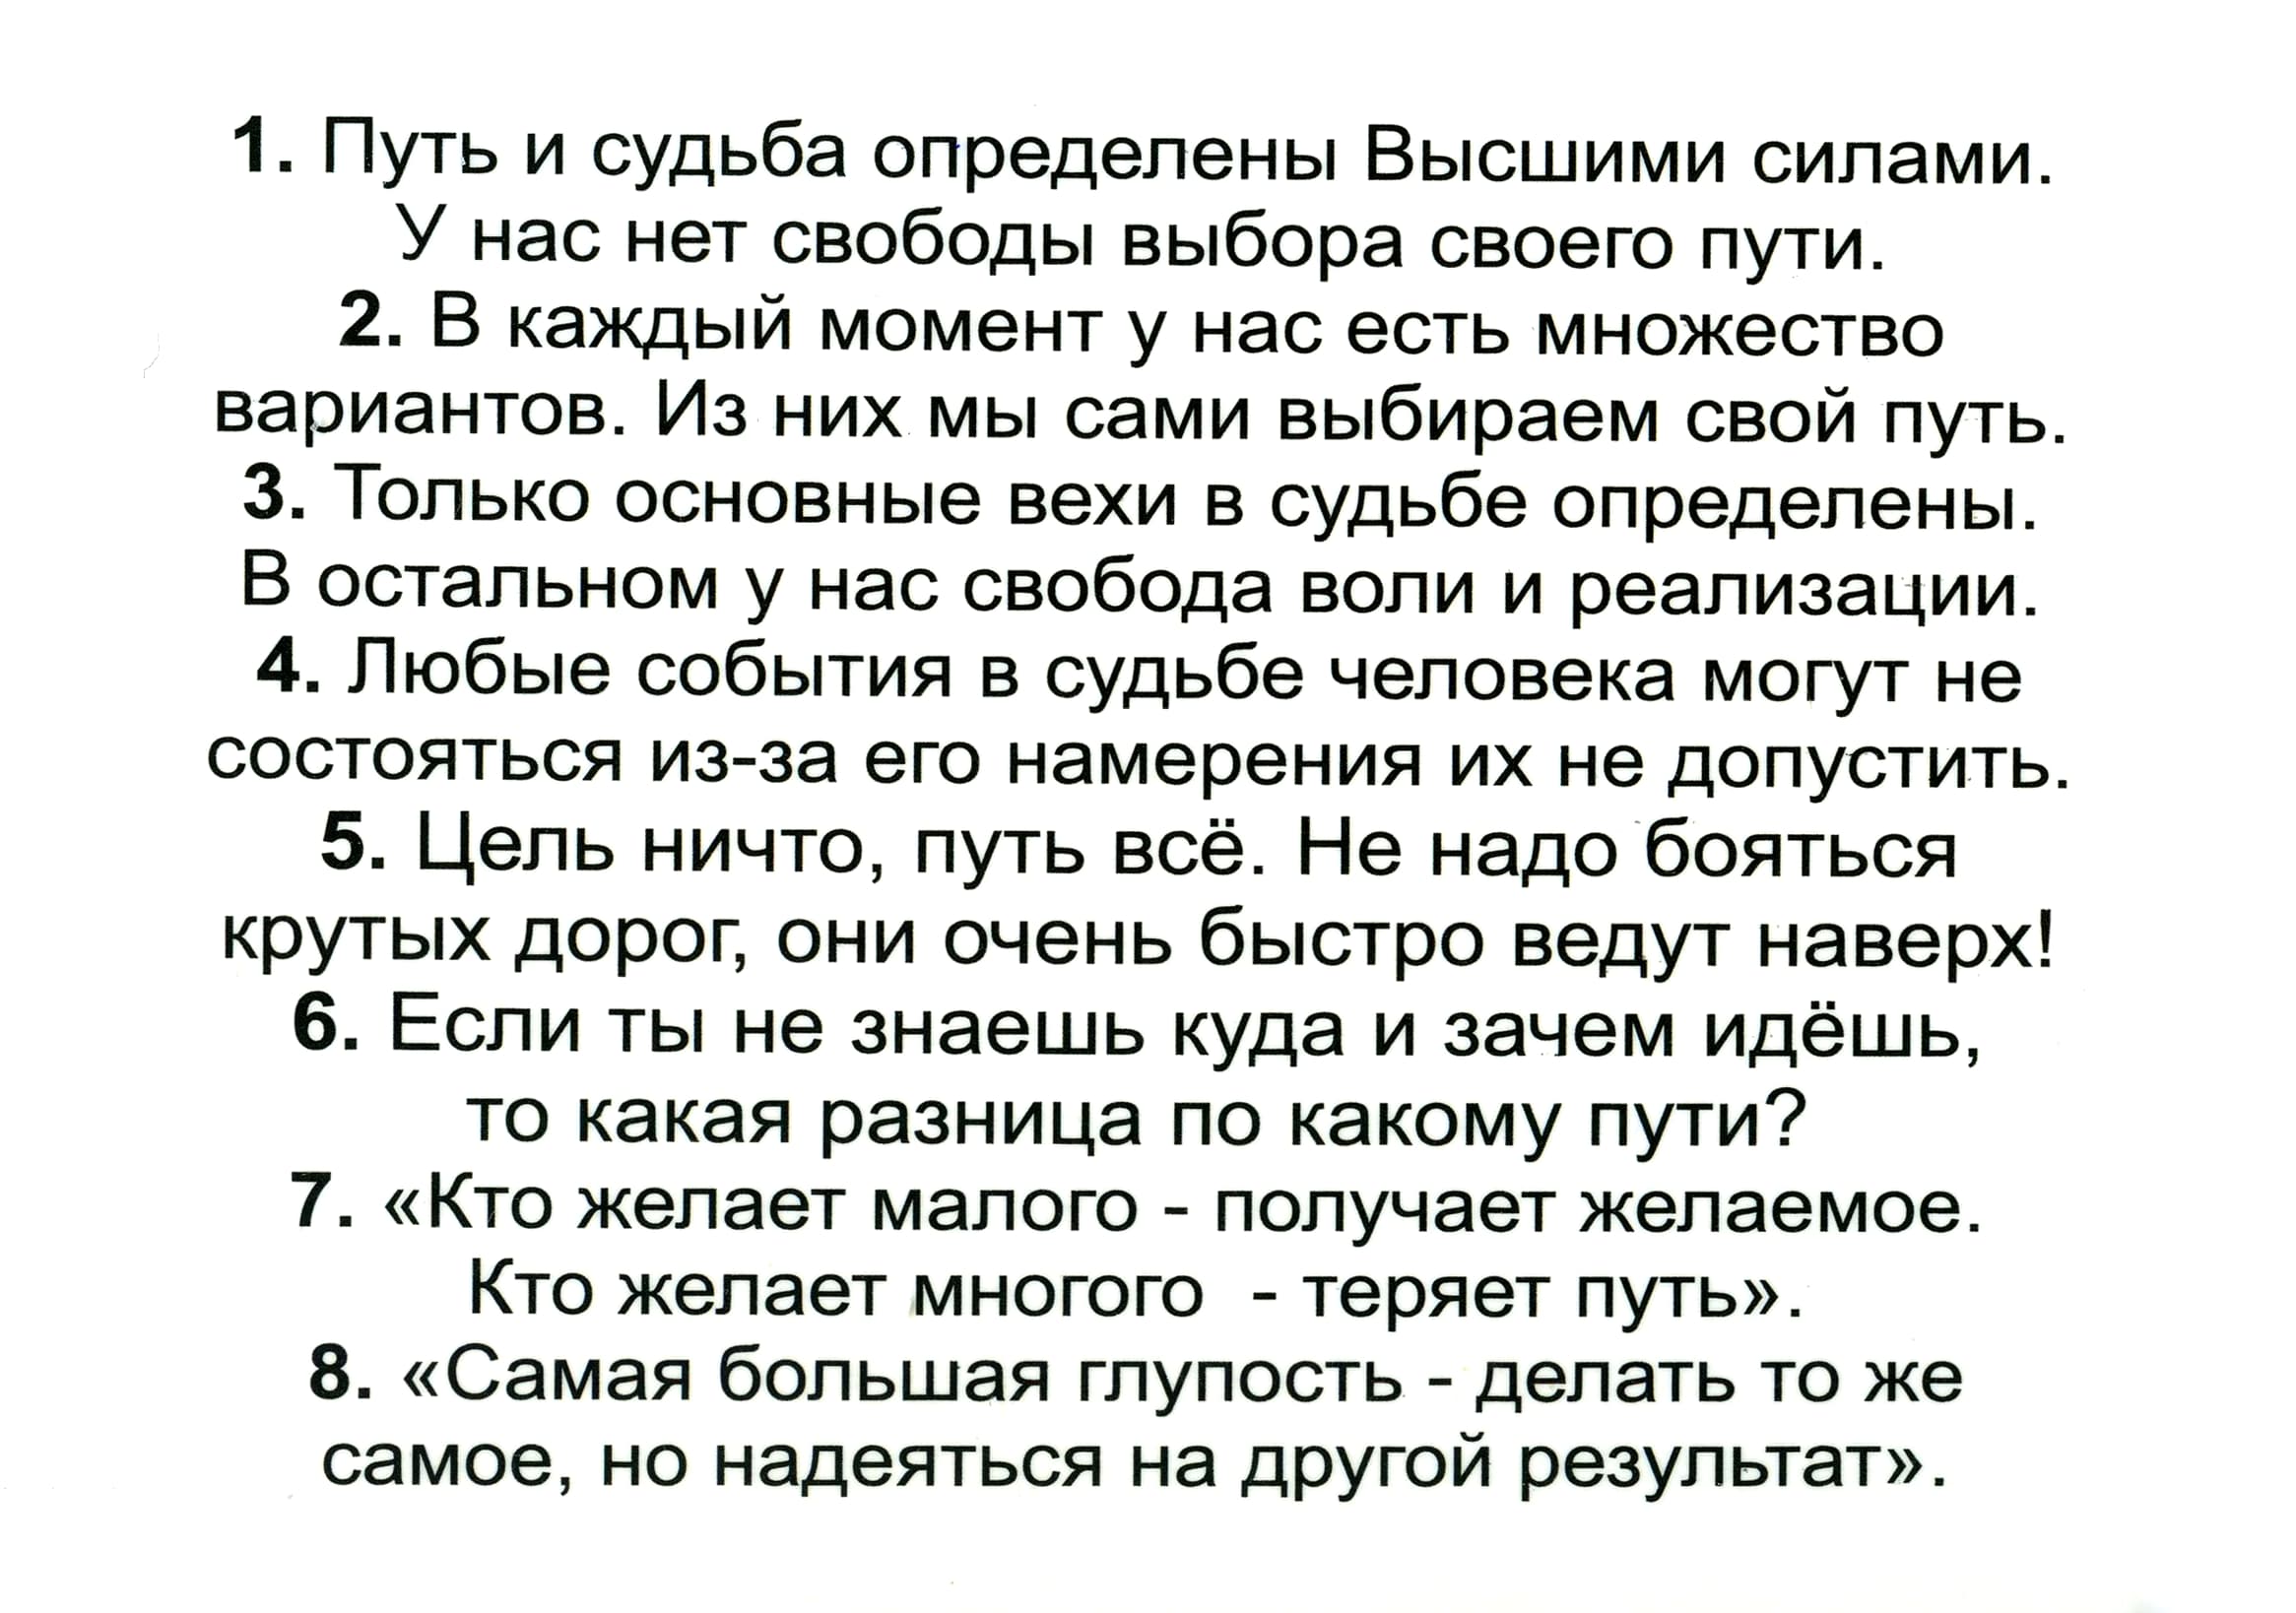 1. Путь и судьба определены Высшими силами.
У нас нет свободы выбора своего пути.
2. В каждый момент у нас есть множество
вариантов. Из них мы сами выбираем свой путь.
3. Только основные вехи в судьбе определены.
В остальном у нас свобода воли и реализации.
4. Любые события в судьбе человека могут не
состояться из-за его намерения их не допустить.
5. Цель ничто, путь всё. Не надо бояться
крутых дорог, они очень быстро ведут наверх!
6. Если ты не знаешь куда и зачем идёшь,
то какая разница по какому пути?
7. «Кто желает малого - получает желаемое.
Кто желает многого - теряет путь».
8. «Самая большая глупость - делать то же
самое, но надеяться на другой результат».